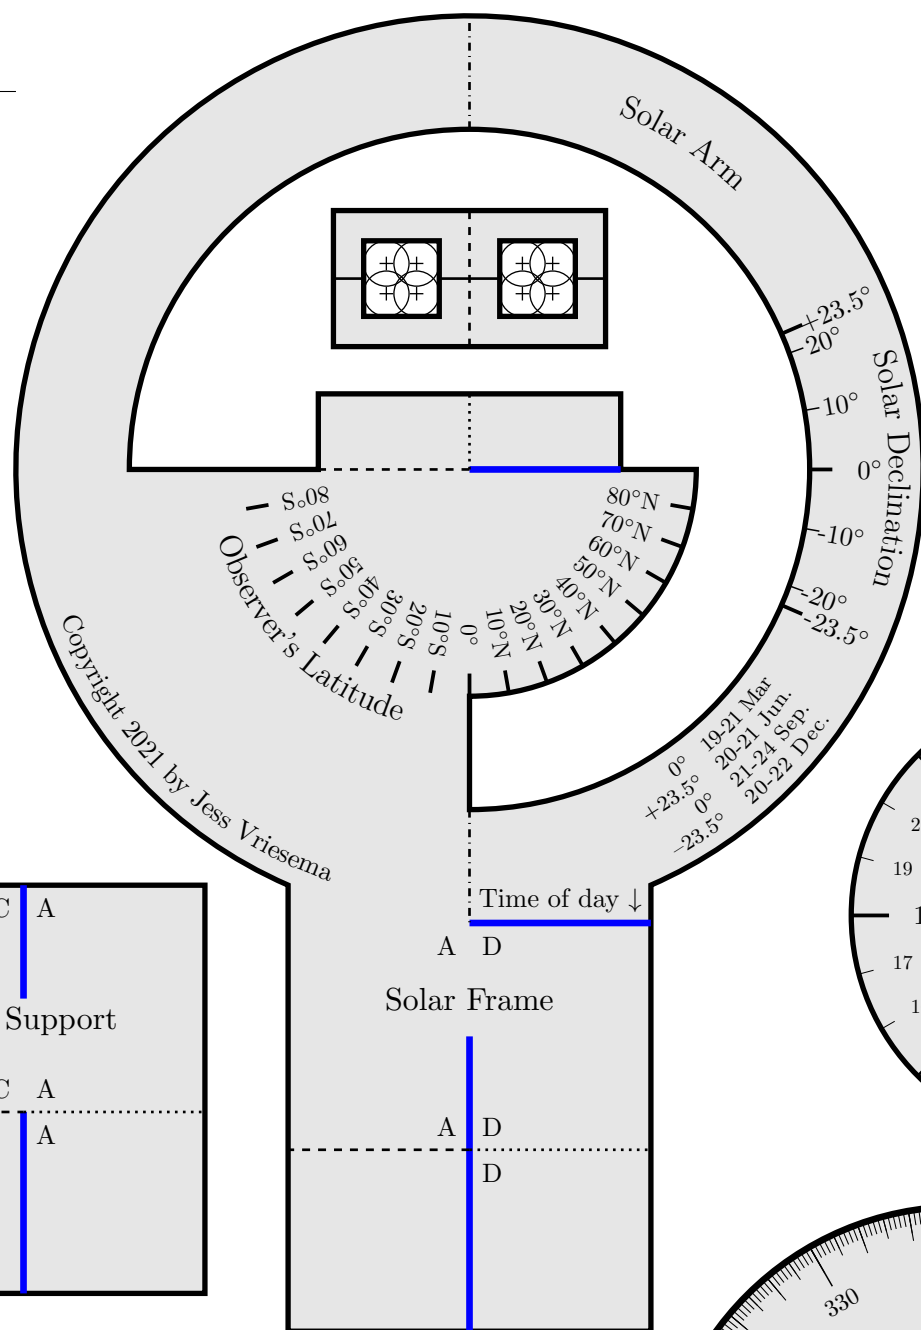 Solar Arm
+23.5°
20°
10°
0°
-10°
-20°
-23.5°
Solar Declination
80°S
70°S
60°S
50°S
40°S
30°S
20°S
10°S
0°
10°N
20°N
30°N
40°N
50°N
60°N
70°N
80°N
Observer's Latitude
Copyright 2021 by Jess Vriesema
0° 19-21 Mar
+23.5° 20-21 Jun.
0° 21-24 Sep.
−23.5° 20-22 Dec.
Time of day ↓
A D
Solar Frame
A D
D
C A
Support
C A
A
19
17
330